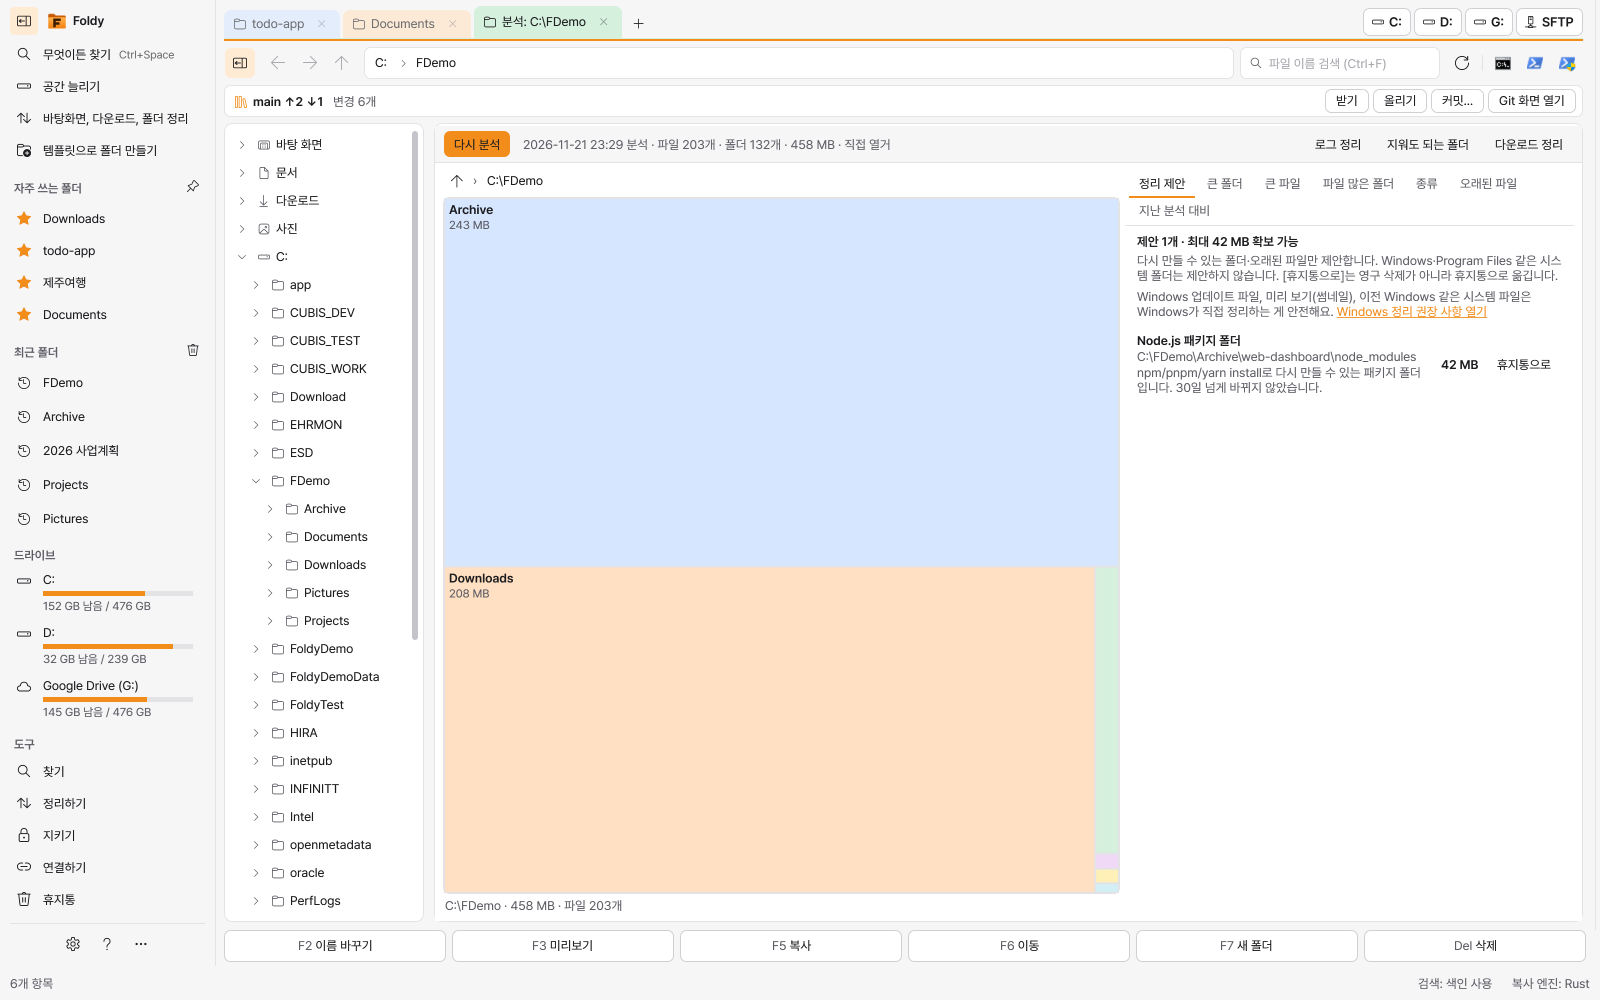 Foldy
무엇이든 찾기 Ctrl+Space
공간 늘리기
바탕화면, 다운로드, 폴더 정리
템플릿으로 폴더 만들기
자주 쓰는 폴더
Downloads
todo-app
제주여행
Documents
최근 폴더
FDemo
Archive
2026 사업계획
Projects
Pictures
드라이브
C:
152 GB 남음 / 476 GB
D:
32 GB 남음 / 239 GB
Google Drive (G:)
145 GB 남음 / 476 GB
도구
찾기
정리하기
지키기
연결하기
휴지통
6개 항목
todo-app
Documents
분석: C:\FDemo
C:
D:
G:
SFTP
C: › FDemo
파일 이름 검색 (Ctrl+F)
main ↑2 ↓1 변경 6개
받기
올리기
커밋...
Git 화면 열기
바탕 화면
문서
다운로드
사진
C:
app
CUBIS_DEV
CUBIS_TEST
CUBIS_WORK
Download
EHRMON
ESD
FDemo
Archive
Documents
Downloads
Pictures
Projects
FoldyDemo
FoldyDemoData
FoldyTest
HIRA
inetpub
INFINITT
Intel
openmetadata
oracle
PerfLogs
다시 분석
2026-11-21 23:29 분석 · 파일 203개 · 폴더 132개 · 458 MB · 직접 열거
로그 정리
지워도 되는 폴더
다운로드 정리
› C:\FDemo
Archive
243 MB
Downloads
208 MB
C:\FDemo · 458 MB · 파일 203개
정리 제안
큰 폴더
큰 파일
파일 많은 폴더
종류
오래된 파일
지난 분석 대비
제안 1개 · 최대 42 MB 확보 가능
다시 만들 수 있는 폴더·오래된 파일만 제안합니다. Windows·Program Files 같은 시스
템 폴더는 제안하지 않습니다. [휴지통으로]는 영구 삭제가 아니라 휴지통으로 옮깁니다.
Windows 업데이트 파일, 미리 보기(썸네일), 이전 Windows 같은 시스템 파일은
Windows가 직접 정리하는 게 안전해요. Windows 정리 권장 사항 열기
Node.js 패키지 폴더
C:\FDemo\Archive\web-dashboard\node_modules
npm/pnpm/yarn install로 다시 만들 수 있는 패키지 폴더
입니다. 30일 넘게 바뀌지 않았습니다.
42 MB
휴지통으로
F2 이름 바꾸기
F3 미리보기
F5 복사
F6 이동
F7 새 폴더
Del 삭제
검색: 색인 사용
복사 엔진: Rust